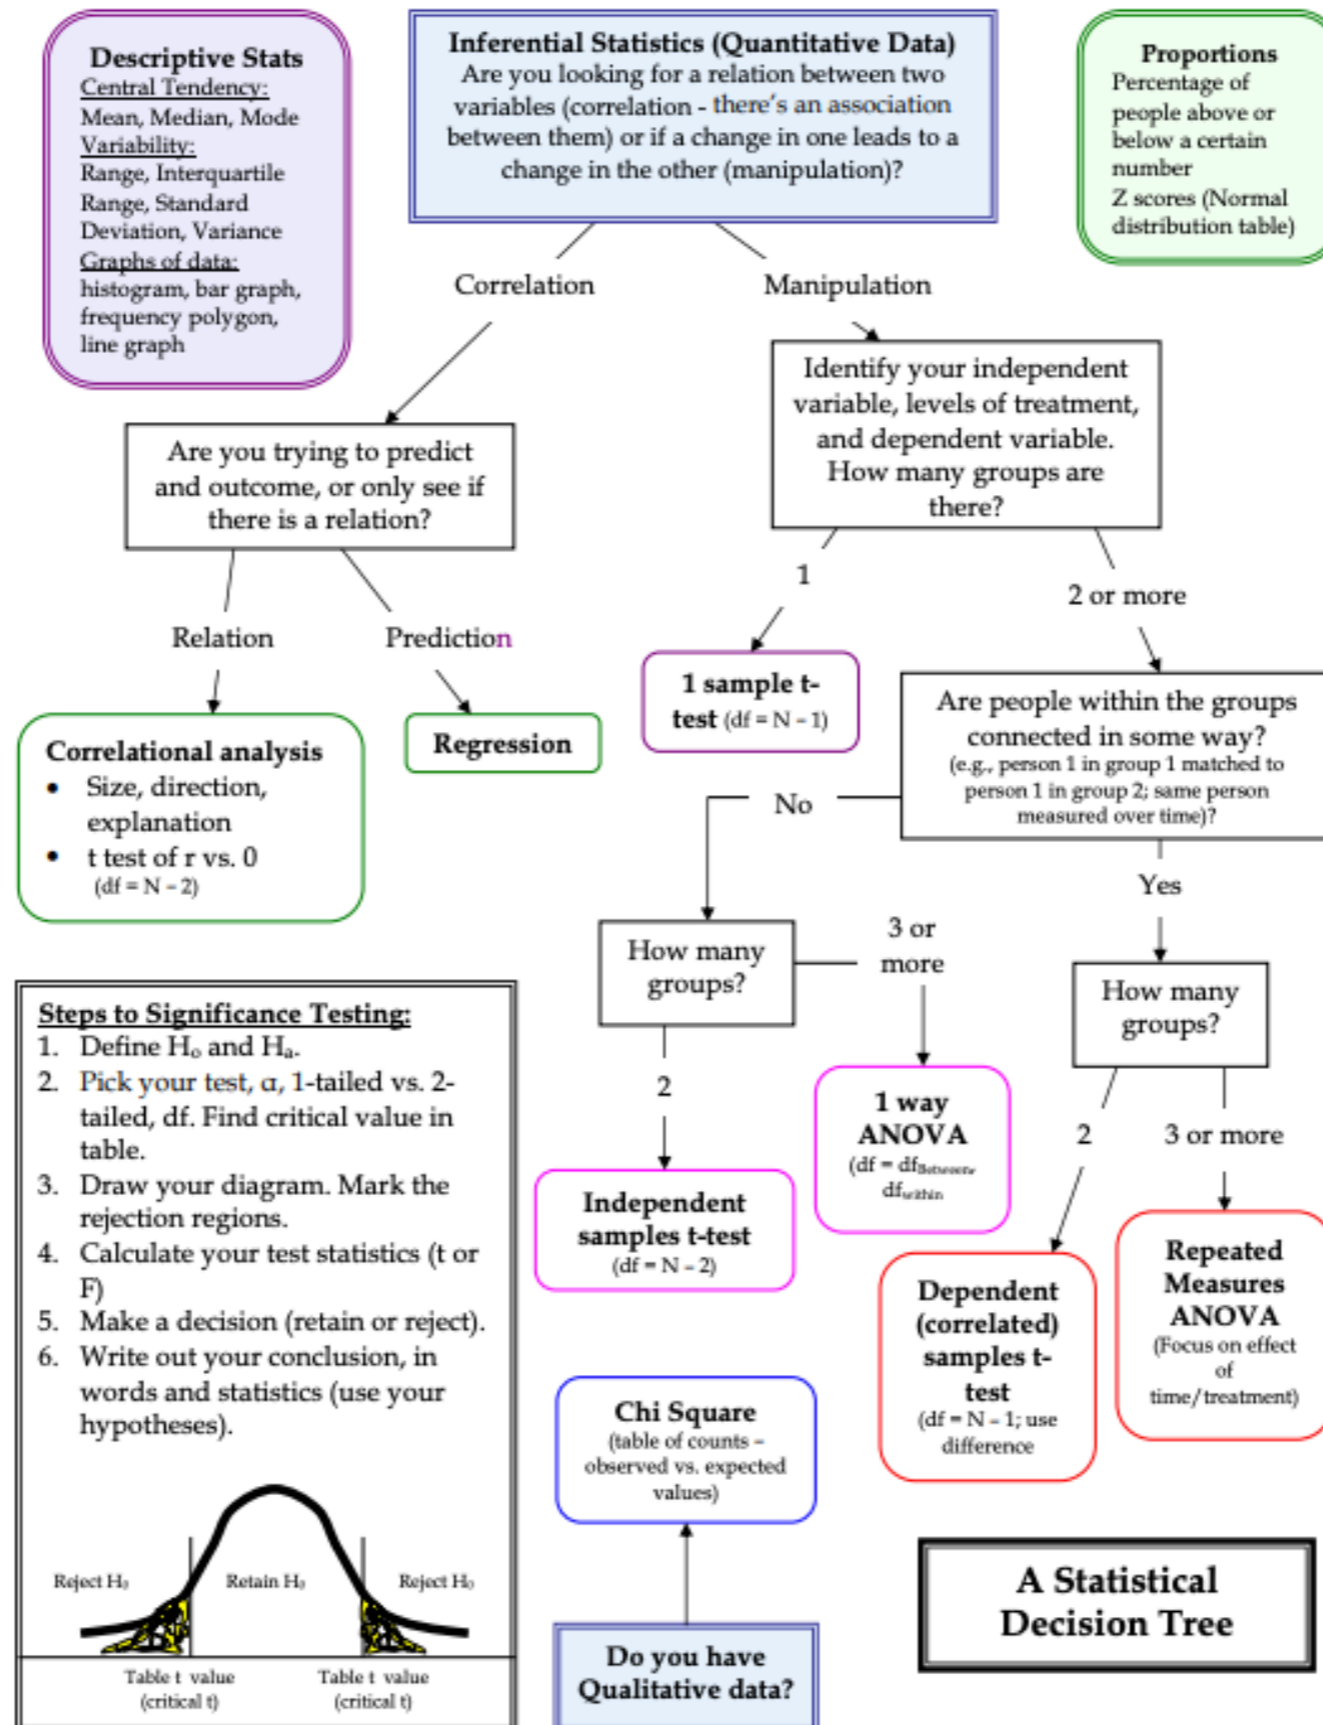 Descriptive Stats
Central Tendency:
Mean, Median, Mode
Variability:
Range, Interquartile
Range, Standard
Deviation, Variance
Graphs of data:
histogram, bar graph,
frequency polygon,
line graph
Inferential Statistics (Quantitative Data)
Are you looking for a relation between two
variables (correlation - there's an association
between them) or if a change in one leads to a
change in the other (manipulation)?
Proportions
Percentage of
people above or
below a certain
number
Z scores (Normal
distribution table)
Correlation
Manipulation
Are you trying to predict
and outcome, or only see if
there is a relation?
Identify your independent
variable, levels of treatment,
and dependent variable.
How many groups are
there?
Relation
Prediction
1
2 or more
Correlational analysis
• Size, direction,
explanation
• t test of r vs. 0
(df = N – 2)
Regression
1 sample t-
test (df = N – 1)
Are people within the groups
connected in some way?
(e.g., person 1 in group 1 matched to
person 1 in group 2; same person
measured over time)?
No
Yes
How many
groups?
3 or
more
How many
groups?
2
1 way
ANOVA
(df = dfBetween,
dfwithin
2
3 or more
Independent
samples t-test
(df = N – 2)
Dependent
(correlated)
samples t-
test
(df = N – 1; use
difference
Repeated
Measures
ANOVA
(Focus on effect
of
time/treatment)
Steps to Significance Testing:
1. Define Ho and Ha.
2. Pick your test, α, 1-tailed vs. 2-
tailed, df. Find critical value in
table.
3. Draw your diagram. Mark the
rejection regions.
4. Calculate your test statistics (t or
F)
5. Make a decision (retain or reject).
6. Write out your conclusion, in
words and statistics (use your
hypotheses).
Reject H0
Retain H0
Reject H0
Table t value
(critical t)
Table t value
(critical t)
Chi Square
(table of counts –
observed vs. expected
values)
Do you have
Qualitative data?
A Statistical
Decision Tree